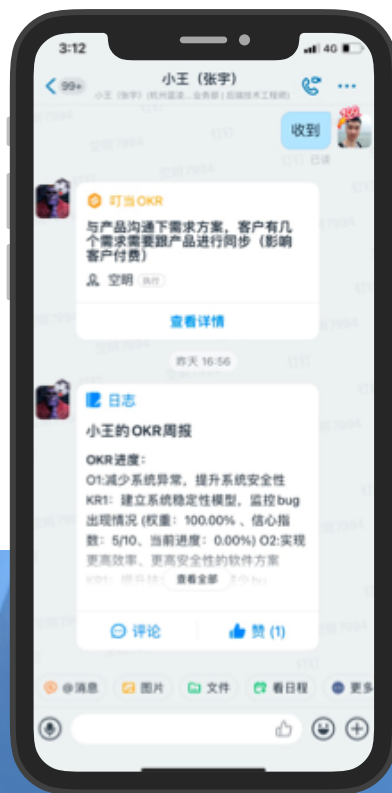 3:12
4G
99+
小王（张宇）
收到
已读
叮当OKR
与产品沟通下需求方案，客户有几
个需求需要跟产品进行同步（影响
客户付费）
空明 执行
查看详情
昨天 16:56
日志
小王的OKR周报
OKR进度：
O1:减少系统异常，提升系统安全性
KR1：建立系统稳定性模型，监控bug
出现情况 (权重：100.00% 、信心指
数：5/10、当前进度：0.00%) O2:实现
更高效率、更高安全性的软件方案
查看全部
评论
赞 (1)
@消息
图片
文件
看日程
更多